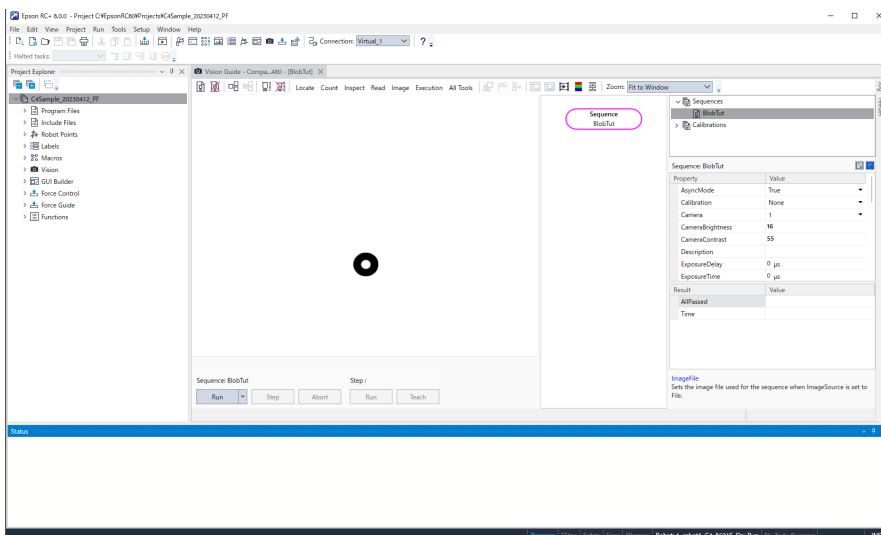 Epson RC+ 8.0.0 - Project C:¥EpsonRC80¥Projects¥C4Sample_20230412_PF
File Edit View Project Run Tools Setup Window Help
Connection: Virtual_1
Halted tasks:
Project Explorer
Vision Guide - Compa...480 - [BlobTut]
Locate Count Inspect Read Image Execution All Tools Zoom: Fit to Window
C4Sample_20230412_PF
Program Files
Include Files
Robot Points
Labels
Macros
Vision
GUI Builder
Force Control
Force Guide
Functions
Sequence
BlobTut
Sequences
BlobTut
Calibrations
Sequence: BlobTut
Property Value
AsyncMode True
Calibration None
Camera 1
CameraBrightness 16
CameraContrast 55
Description
ExposureDelay 0 µs
ExposureTime 0 µs
Result Value
AllPassed
Time
ImageFile
Sets the image file used for the sequence when ImageSource is set to
File.
Sequence: BlobTut Step :
Run Step Abort Run Teach
Status